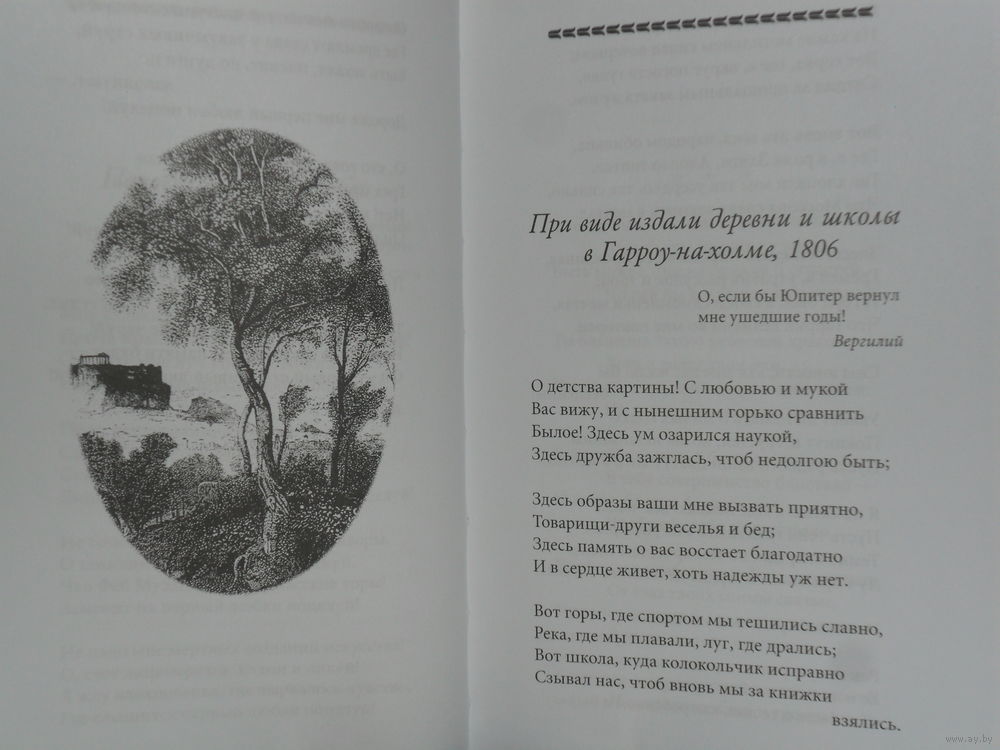 При виде издали деревни и школы
в Гарроу-на-холме, 1806
О, если бы Юпитер вернул
мне ушедшие годы!
Вергилий
О детства картины! С любовью и мукой
Вас вижу, и с нынешним горько сравнить
Былое! Здесь ум озарился наукой,
Здесь дружба зажглась, чтоб недолгою быть;
Здесь образы ваши мне вызвать приятно,
Товарищи-други веселья и бед;
Здесь память о вас восстает благодатно
И в сердце живет, хоть надежды уж нет.
Вот горы, где спортом мы тешились славно,
Река, где мы плавали, луг, где дрались;
Вот школа, куда колокольчик исправно
Сзывал нас, чтоб вновь мы за книжки
взялись.
www.ay.by